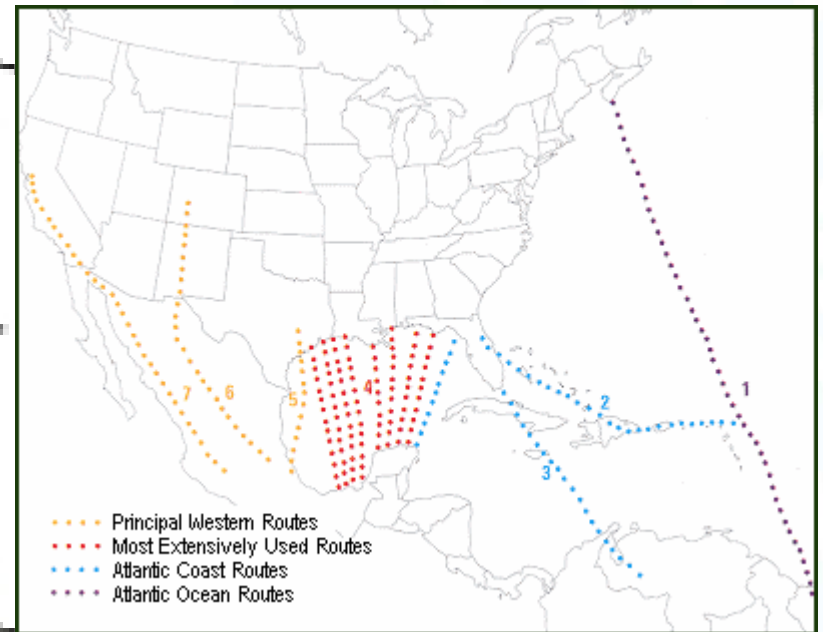 1
4
7
6
5
2
3
Principal Western Routes
Most Extensively Used Routes
Atlantic Coast Routes
Atlantic Ocean Routes